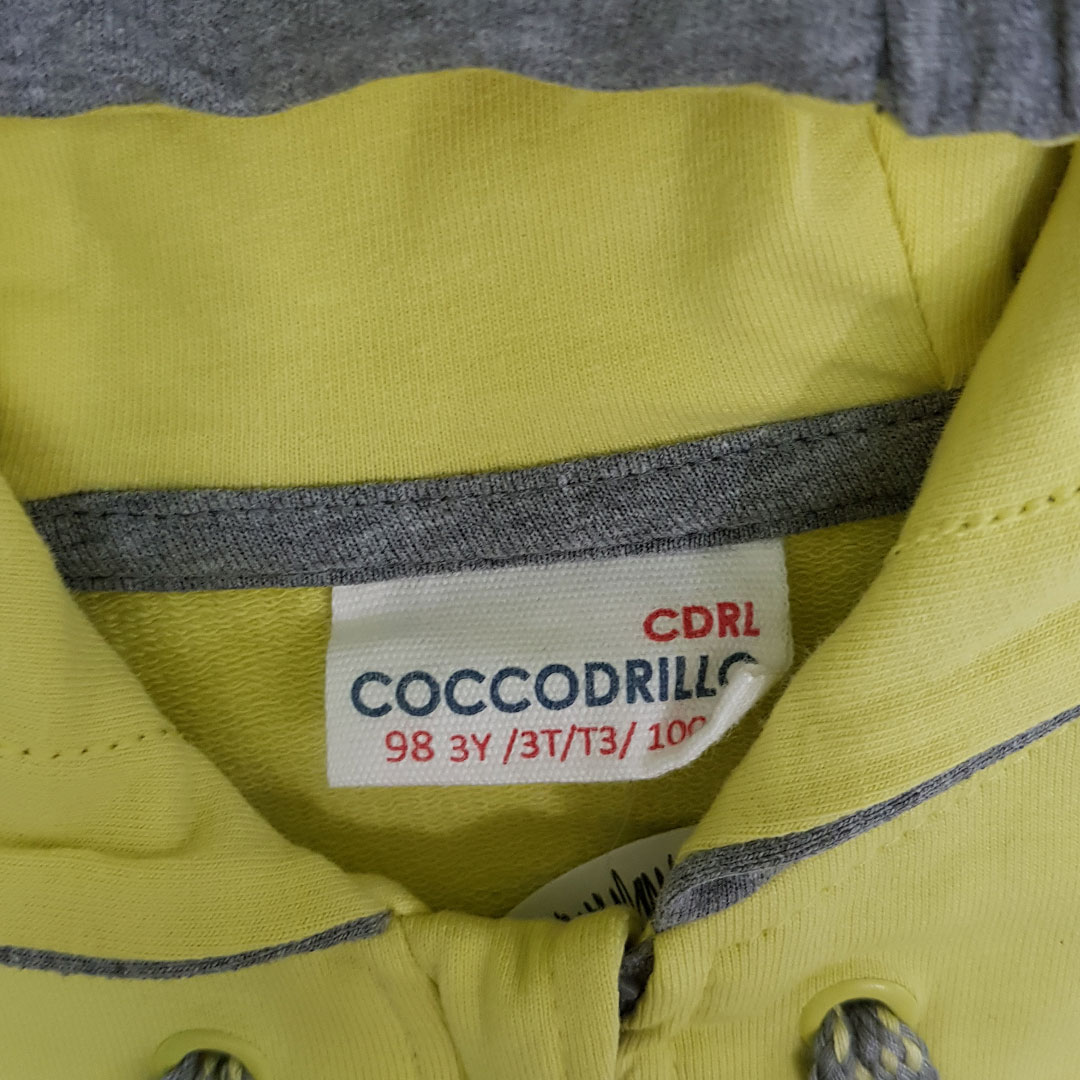 CDRL
COCCODRILLO
98 3Y /3T/T3/ 100